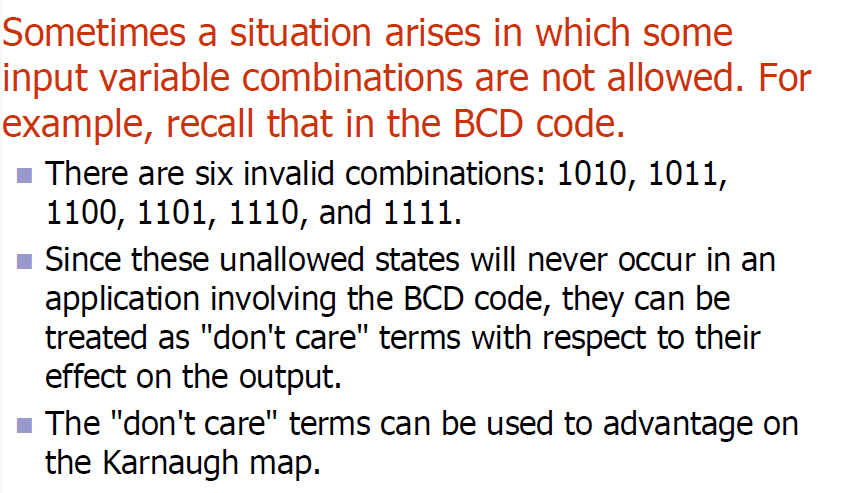 Sometimes a situation arises in which some
input variable combinations are not allowed. For
example, recall that in the BCD code.
There are six invalid combinations: 1010, 1011,
1100, 1101, 1110, and 1111.
Since these unallowed states will never occur in an
application involving the BCD code, they can be
treated as "don't care" terms with respect to their
effect on the output.
The "don't care" terms can be used to advantage on
the Karnaugh map.